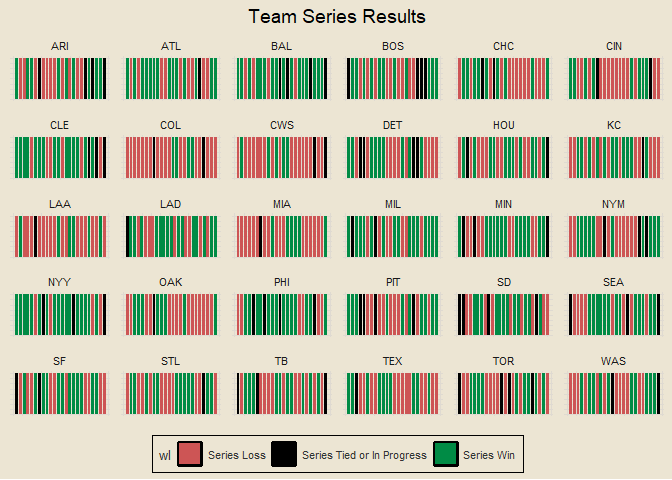 Team Series Results
ARI ATL BAL BOS CHC CIN
CLE COL CWS DET HOU KC
LAA LAD MIA MIL MIN NYM
NYY OAK PHI PIT SD SEA
SF STL TB TEX TOR WAS
wl Series Loss Series Tied or In Progress Series Win